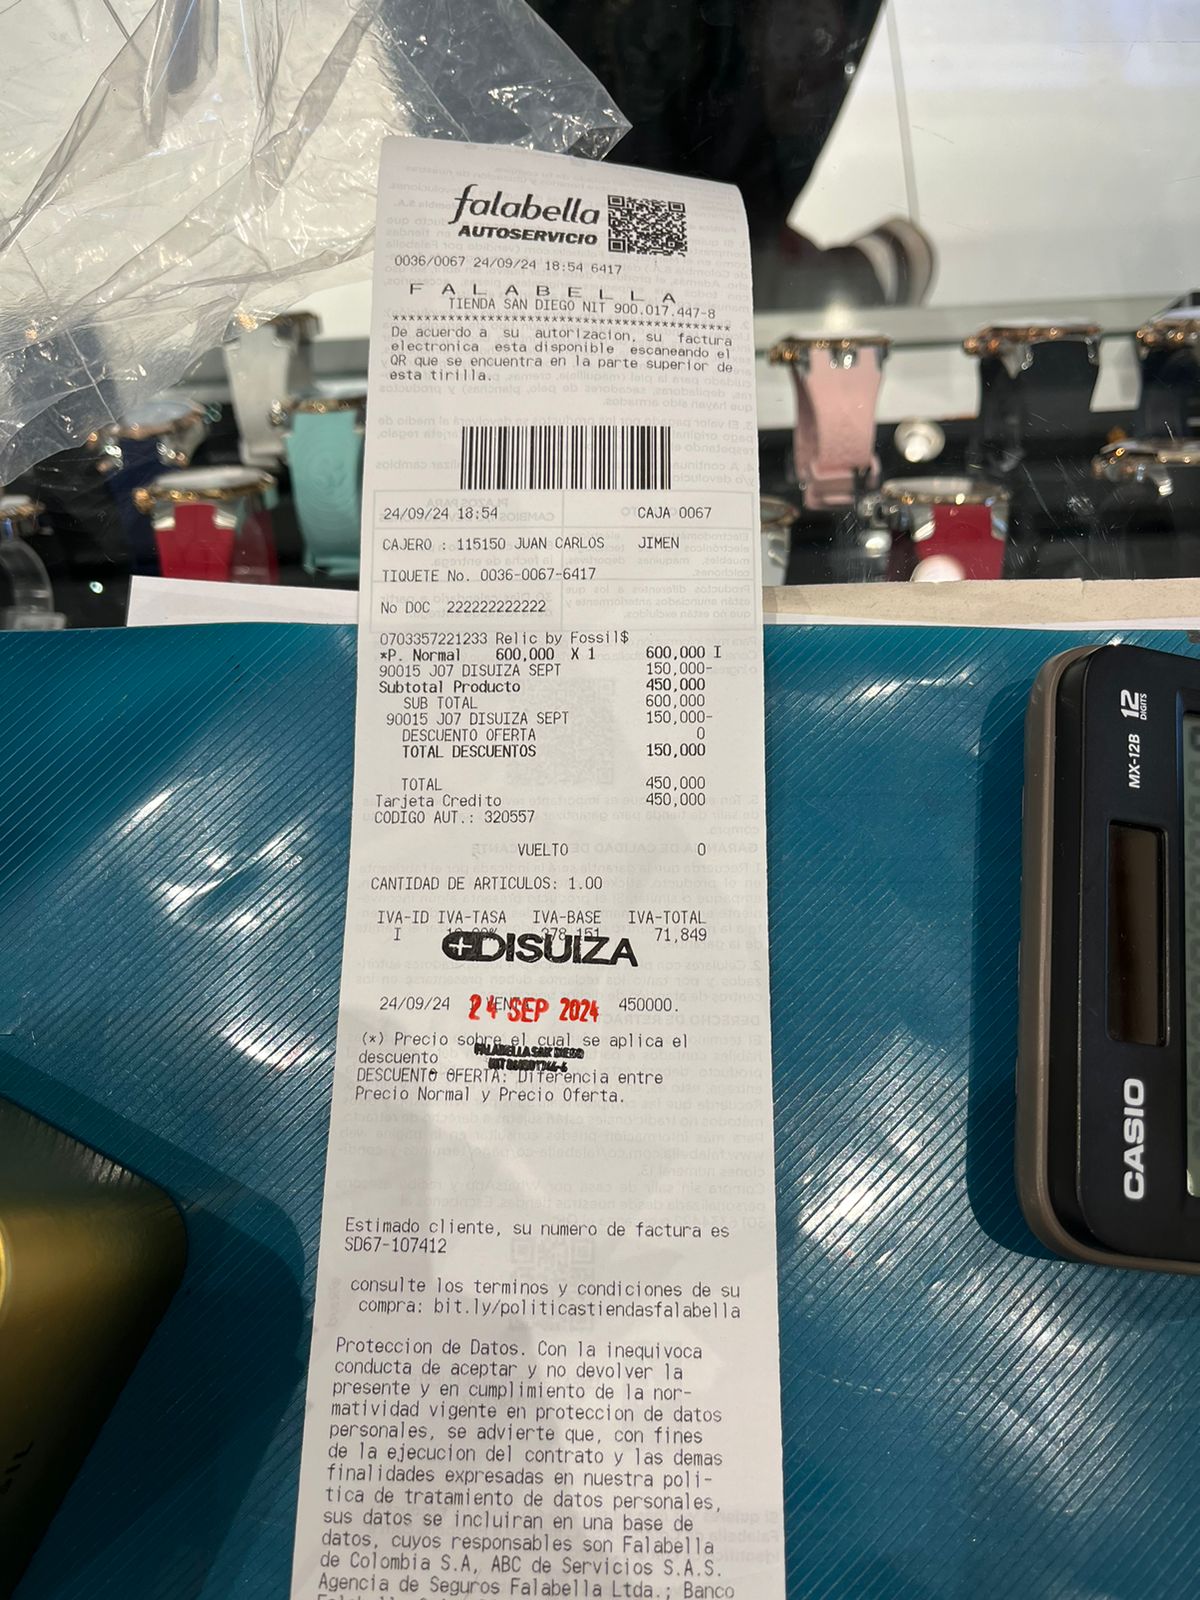 falabella
AUTOSERVICIO
0036/0067 24/09/24 18:54 6417
F A L A B E L L A
TIENDA SAN DIEGO NIT 900.017.447-8
******************************************
De acuerdo a su autorizacion, su factura
electronica esta disponible escaneando el
QR que se encuentra en la parte superior de
esta tirilla.
24/09/24 18:54 CAJA 0067
CAJERO : 115150 JUAN CARLOS JIMEN
TIQUETE No. 0036-0067-6417
No DOC 222222222222
0703357221233 Relic by Fossil$
*P. Normal 600,000 X 1 600,000 I
90015 J07 DISUIZA SEPT 150,000-
Subtotal Producto 450,000
SUB TOTAL 600,000
90015 J07 DISUIZA SEPT 150,000-
DESCUENTO OFERTA 0
TOTAL DESCUENTOS 150,000
TOTAL 450,000
Tarjeta Credito 450,000
CODIGO AUT.: 320557
VUELTO 0
CANTIDAD DE ARTICULOS: 1.00
IVA-ID IVA-TASA IVA-BASE IVA-TOTAL
I 378,151 71,849
DISUIZA
24/09/24 450000.
24 SEP 2024
(*) Precio sobre el cual se aplica el
descuento
FALABELLA SAN DIEGO
DESCUENTO OFERTA: Diferencia entre
Precio Normal y Precio Oferta.
Estimado cliente, su numero de factura es
SD67-107412
consulte los terminos y condiciones de su
compra: bit.ly/politicastiendasfalabella
Proteccion de Datos. Con la inequivoca
conducta de aceptar y no devolver la
presente y en cumplimiento de la nor-
matividad vigente en proteccion de datos
personales, se advierte que, con fines
de la ejecucion del contrato y las demas
finalidades expresadas en nuestra poli-
tica de tratamiento de datos personales,
sus datos se incluiran en una base de
datos, cuyos responsables son Falabella
de Colombia S.A, ABC de Servicios S.A.S.
Agencia de Seguros Falabella Ltda.; Banco
MX-12B 12 DIGITS
CASIO